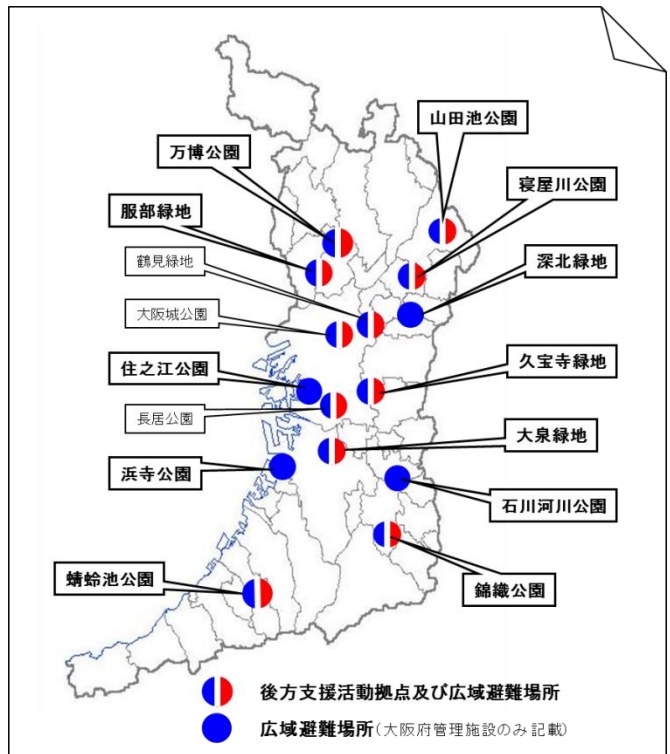 山田池公園
万博公園
寝屋川公園
服部緑地
鶴見緑地
深北緑地
大阪城公園
住之江公園
久宝寺緑地
長居公園
大泉緑地
浜寺公園
石川河川公園
蜻蛉池公園
錦織公園
後方支援活動拠点及び広域避難場所
広域避難場所(大阪府管理施設のみ記載)